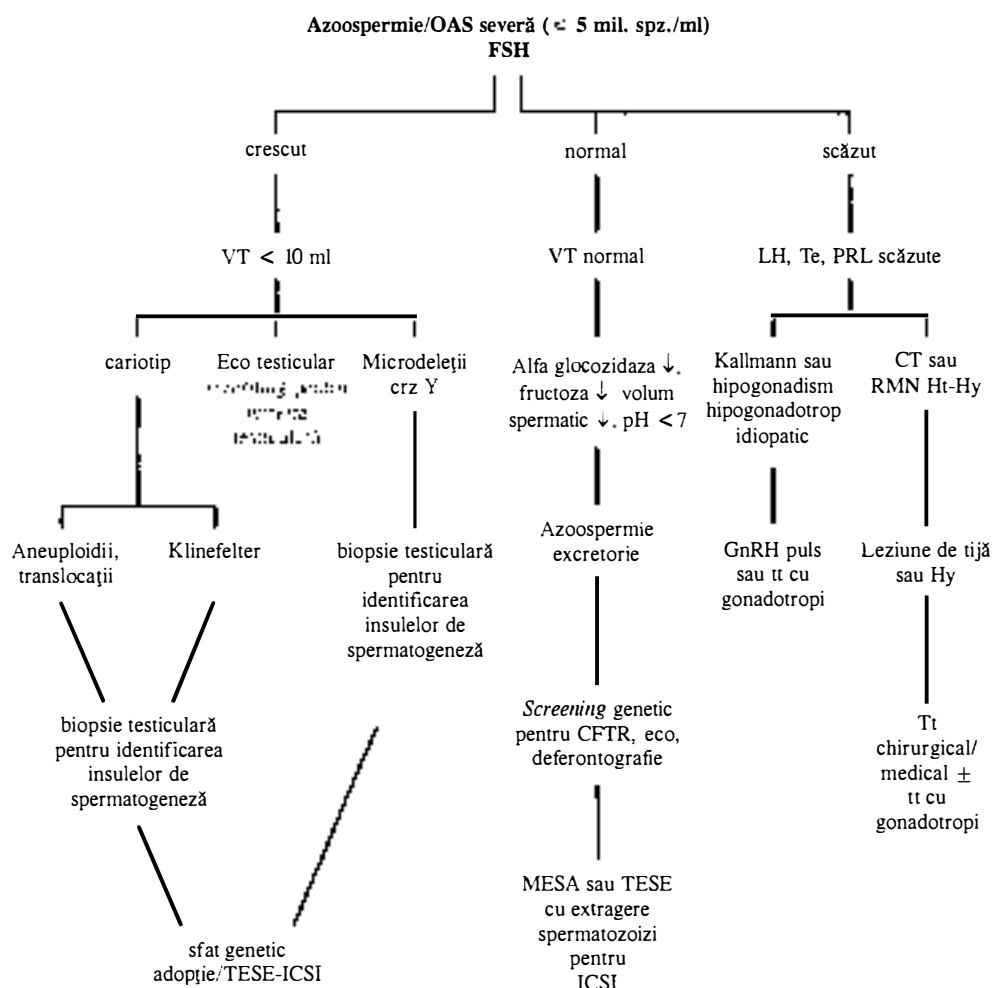 Azoospermie/OAS severă ( < 5 mil. spz./ml)
FSH
crescut
normal
scăzut
VT < 10 ml
VT normal
LH, Te, PRL scăzute
cariotip
Eco testicular
testiculară
Microdeleţii
crz Y
Alfa glocozidaza ↓,
fructoza ↓ volum
spermatic ↓, pH < 7
Kallmann sau
hipogonadism
hipogonadotrop
idiopatic
CT sau
RMN Ht-Hy
Aneuploidii,
translocaţii
Klinefelter
biopsie testiculară
pentru
identificarea
insulelor de
spermatogeneză
Azoospermie
excretorie
GnRH puls
sau tt cu
gonadotropi
Leziune de tijă
sau Hy
biopsie testiculară
pentru identificarea
insulelor de
spermatogeneză
Screening genetic
pentru CFTR, eco,
deferontografie
Tt
chirurgical/
medical ±
tt cu
gonadotropi
MESA sau TESE
cu extragere
spermatozoizi
pentru
ICSI
sfat genetic
adopţie/TESE-ICSI